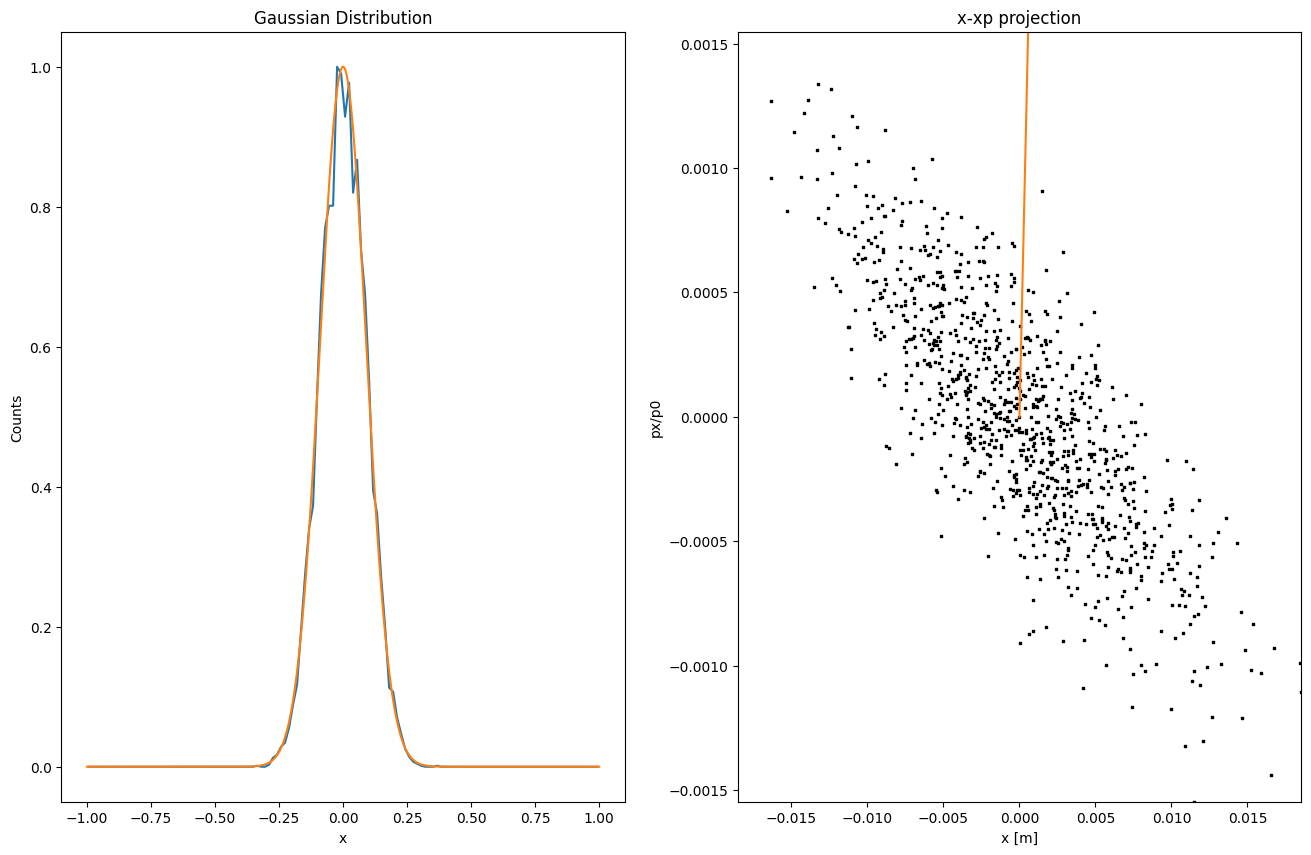 Gaussian Distribution
Counts
1.0
0.8
0.6
0.4
0.2
0.0
−1.00 −0.75 −0.50 −0.25 0.00 0.25 0.50 0.75 1.00
x
x-xp projection
px/p0
0.0015
0.0010
0.0005
0.0000
−0.0005
−0.0010
−0.0015
−0.015 −0.010 −0.005 0.000 0.005 0.010 0.015
x [m]